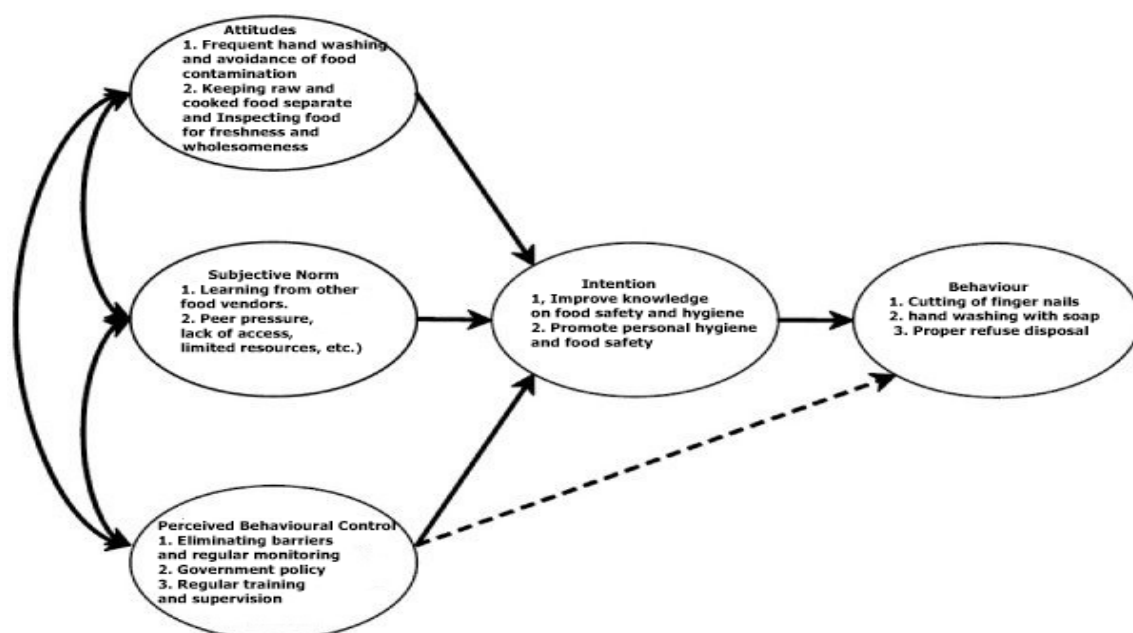 Attitudes
1. Frequent hand washing
and avoidance of food
contamination
2. Keeping raw and
cooked food separate
and Inspecting food
for freshness and
wholesomeness
Subjective Norm
1. Learning from other
food vendors.
2. Peer pressure,
lack of access,
limited resources, etc.)
Perceived Behavioural Control
1. Eliminating barriers
and regular monitoring
2. Government policy
3. Regular training
and supervision
Intention
1, Improve knowledge
on food safety and hygiene
2. Promote personal hygiene
and food safety
Behaviour
1. Cutting of finger nails
2. hand washing with soap
3. Proper refuse disposal